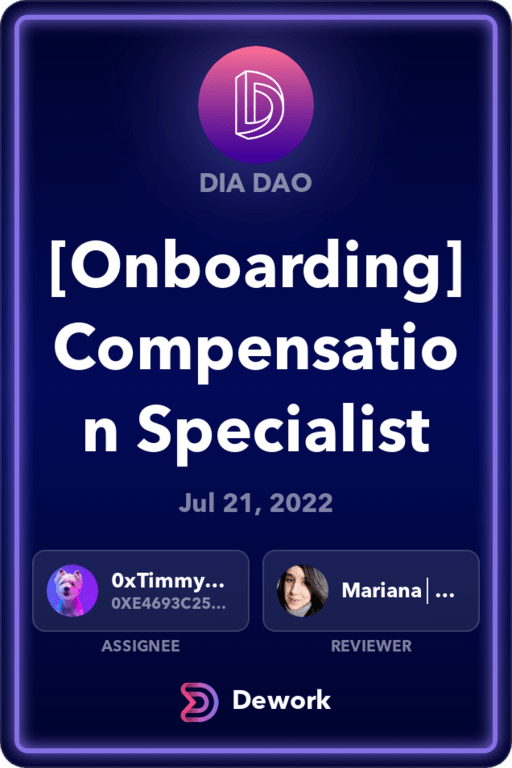 DIA DAO
[Onboarding]
Compensatio
n Specialist
Jul 21, 2022
0xTimmy...
0XE4693C25...
Mariana| ...
ASSIGNEE
REVIEWER
Dework